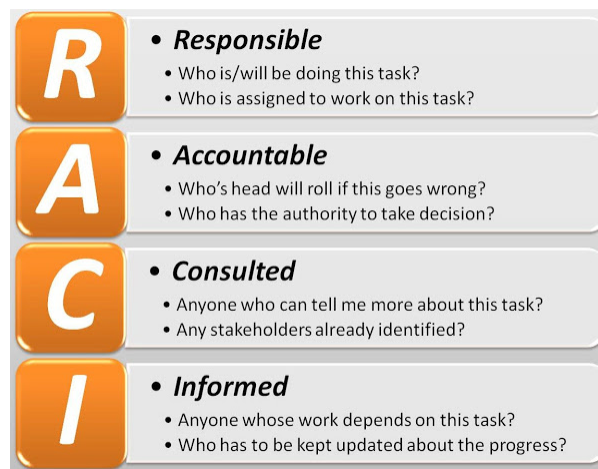 R
• Responsible
• Who is/will be doing this task?
• Who is assigned to work on this task?
A
• Accountable
• Who's head will roll if this goes wrong?
• Who has the authority to take decision?
C
• Consulted
• Anyone who can tell me more about this task?
• Any stakeholders already identified?
I
• Informed
• Anyone whose work depends on this task?
• Who has to be kept updated about the progress?